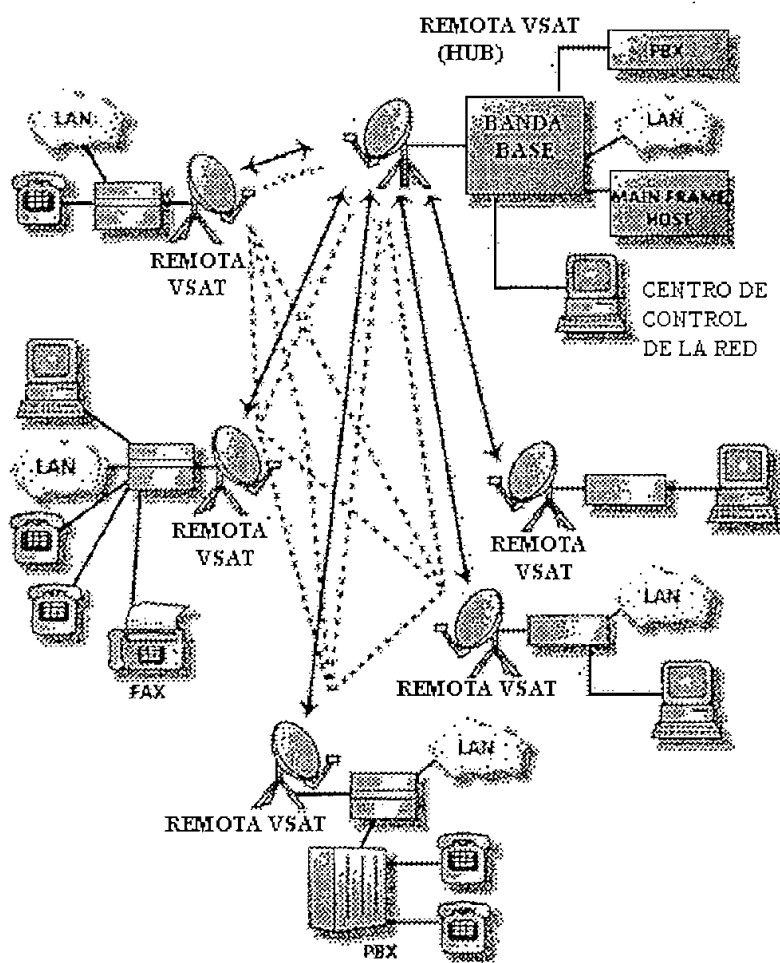 REMOTA VSAT
(HUB)
PBX
LAN
BANDA
BASE
LAN
MAIN FRAME
HOST
REMOTA
VSAT
CENTRO DE
CONTROL
DE LA RED
LAN
REMOTA
VSAT
REMOTA
VSAT
LAN
FAX
REMOTA VSAT
LAN
REMOTA VSAT
PBX